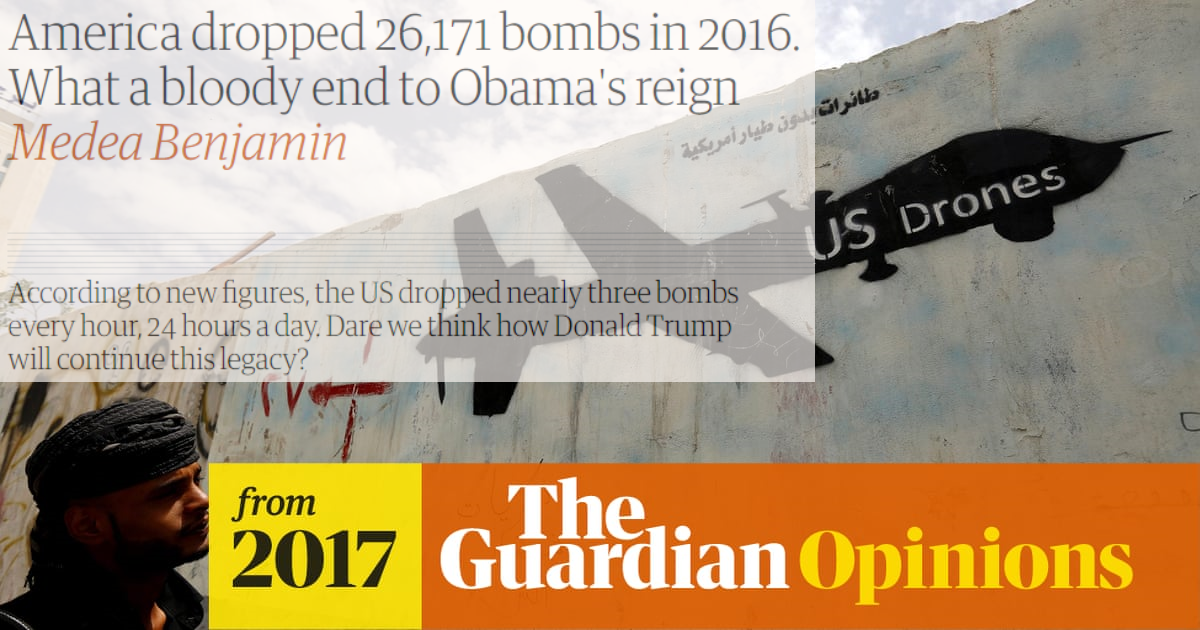 America dropped 26,171 bombs in 2016.
What a bloody end to Obama's reign
Medea Benjamin
طائرات بدون طيار أمريكية
US Drones
According to new figures, the US dropped nearly three bombs
every hour, 24 hours a day. Dare we think how Donald Trump
will continue this legacy?
from
2017
The
Guardian Opinions